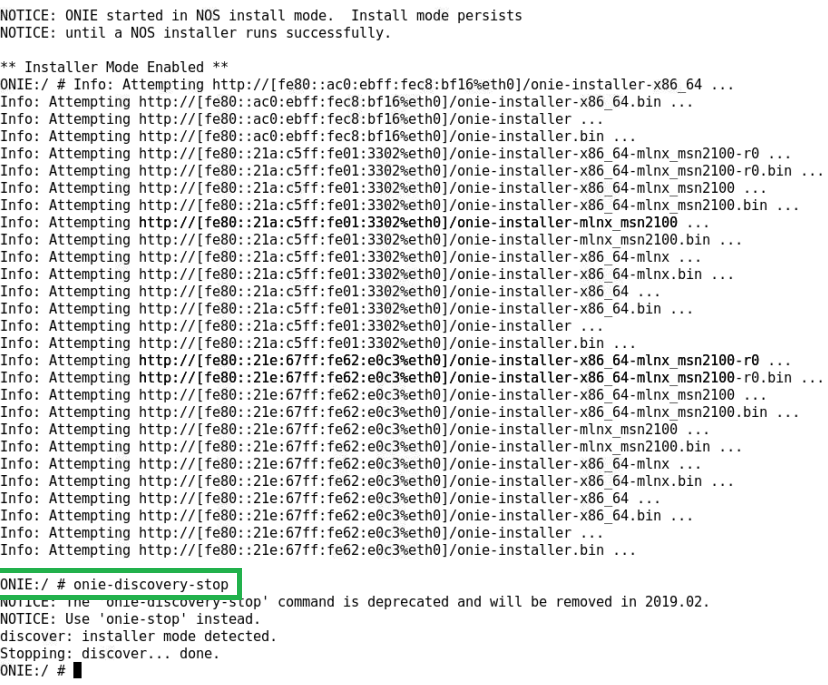 NOTICE: ONIE started in NOS install mode.  Install mode persists
NOTICE: until a NOS installer runs successfully.
** Installer Mode Enabled **
ONIE:/ # Info: Attempting http://[fe80::ac0:ebff:fec8:bf16%eth0]/onie-installer-x86_64 ...
Info: Attempting http://[fe80::ac0:ebff:fec8:bf16%eth0]/onie-installer-x86_64.bin ...
Info: Attempting http://[fe80::ac0:ebff:fec8:bf16%eth0]/onie-installer ...
Info: Attempting http://[fe80::ac0:ebff:fec8:bf16%eth0]/onie-installer.bin ...
Info: Attempting http://[fe80::21a:c5ff:fe01:3302%eth0]/onie-installer-x86_64-mlnx_msn2100-r0 ...
Info: Attempting http://[fe80::21a:c5ff:fe01:3302%eth0]/onie-installer-x86_64-mlnx_msn2100-r0.bin ...
Info: Attempting http://[fe80::21a:c5ff:fe01:3302%eth0]/onie-installer-x86_64-mlnx_msn2100 ...
Info: Attempting http://[fe80::21a:c5ff:fe01:3302%eth0]/onie-installer-x86_64-mlnx_msn2100.bin ...
Info: Attempting http://[fe80::21a:c5ff:fe01:3302%eth0]/onie-installer-mlnx_msn2100 ...
Info: Attempting http://[fe80::21a:c5ff:fe01:3302%eth0]/onie-installer-mlnx_msn2100.bin ...
Info: Attempting http://[fe80::21a:c5ff:fe01:3302%eth0]/onie-installer-x86_64-mlnx ...
Info: Attempting http://[fe80::21a:c5ff:fe01:3302%eth0]/onie-installer-x86_64-mlnx.bin ...
Info: Attempting http://[fe80::21a:c5ff:fe01:3302%eth0]/onie-installer-x86_64 ...
Info: Attempting http://[fe80::21a:c5ff:fe01:3302%eth0]/onie-installer-x86_64.bin ...
Info: Attempting http://[fe80::21a:c5ff:fe01:3302%eth0]/onie-installer ...
Info: Attempting http://[fe80::21a:c5ff:fe01:3302%eth0]/onie-installer.bin ...
Info: Attempting http://[fe80::21e:67ff:fe62:e0c3%eth0]/onie-installer-x86_64-mlnx_msn2100-r0 ...
Info: Attempting http://[fe80::21e:67ff:fe62:e0c3%eth0]/onie-installer-x86_64-mlnx_msn2100-r0.bin ...
Info: Attempting http://[fe80::21e:67ff:fe62:e0c3%eth0]/onie-installer-x86_64-mlnx_msn2100 ...
Info: Attempting http://[fe80::21e:67ff:fe62:e0c3%eth0]/onie-installer-x86_64-mlnx_msn2100.bin ...
Info: Attempting http://[fe80::21e:67ff:fe62:e0c3%eth0]/onie-installer-mlnx_msn2100 ...
Info: Attempting http://[fe80::21e:67ff:fe62:e0c3%eth0]/onie-installer-mlnx_msn2100.bin ...
Info: Attempting http://[fe80::21e:67ff:fe62:e0c3%eth0]/onie-installer-x86_64-mlnx ...
Info: Attempting http://[fe80::21e:67ff:fe62:e0c3%eth0]/onie-installer-x86_64-mlnx.bin ...
Info: Attempting http://[fe80::21e:67ff:fe62:e0c3%eth0]/onie-installer-x86_64 ...
Info: Attempting http://[fe80::21e:67ff:fe62:e0c3%eth0]/onie-installer-x86_64.bin ...
Info: Attempting http://[fe80::21e:67ff:fe62:e0c3%eth0]/onie-installer ...
Info: Attempting http://[fe80::21e:67ff:fe62:e0c3%eth0]/onie-installer.bin ...
ONIE:/ # onie-discovery-stop
NOTICE: The 'onie-discovery-stop' command is deprecated and will be removed in 2019.02.
NOTICE: Use 'onie-stop' instead.
discover: installer mode detected.
Stopping: discover... done.
ONIE:/ #